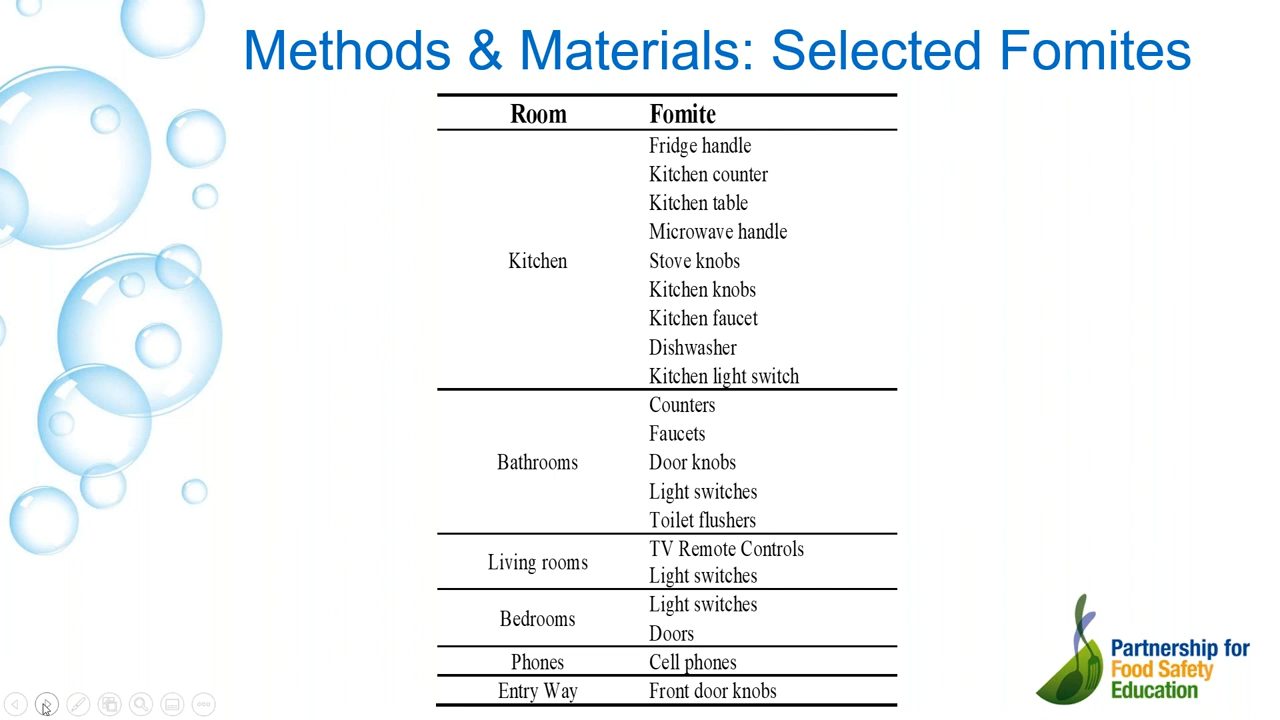 Methods & Materials: Selected Fomites
Room Fomite
Fridge handle
Kitchen counter
Kitchen table
Microwave handle
Kitchen Stove knobs
Kitchen knobs
Kitchen faucet
Dishwasher
Kitchen light switch
Counters
Faucets
Bathrooms Door knobs
Light switches
Toilet flushers
Living rooms TV Remote Controls
Light switches
Bedrooms Light switches
Doors
Phones Cell phones
Entry Way Front door knobs
Partnership for
Food Safety
Education